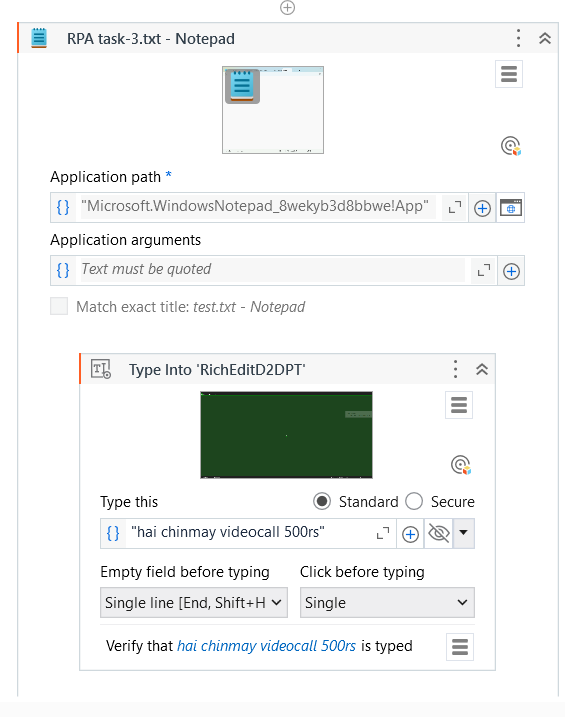 RPA task-3.txt - Notepad
Application path *
{} "Microsoft.WindowsNotepad_8wekyb3d8bbwe!App"
Application arguments
{} Text must be quoted
Match exact title: test.txt - Notepad
Type Into 'RichEditD2DPT'
Type this Standard Secure
{} "hai chinmay videocall 500rs"
Empty field before typing Click before typing
Single line [End, Shift+H Single
Verify that hai chinmay videocall 500rs is typed